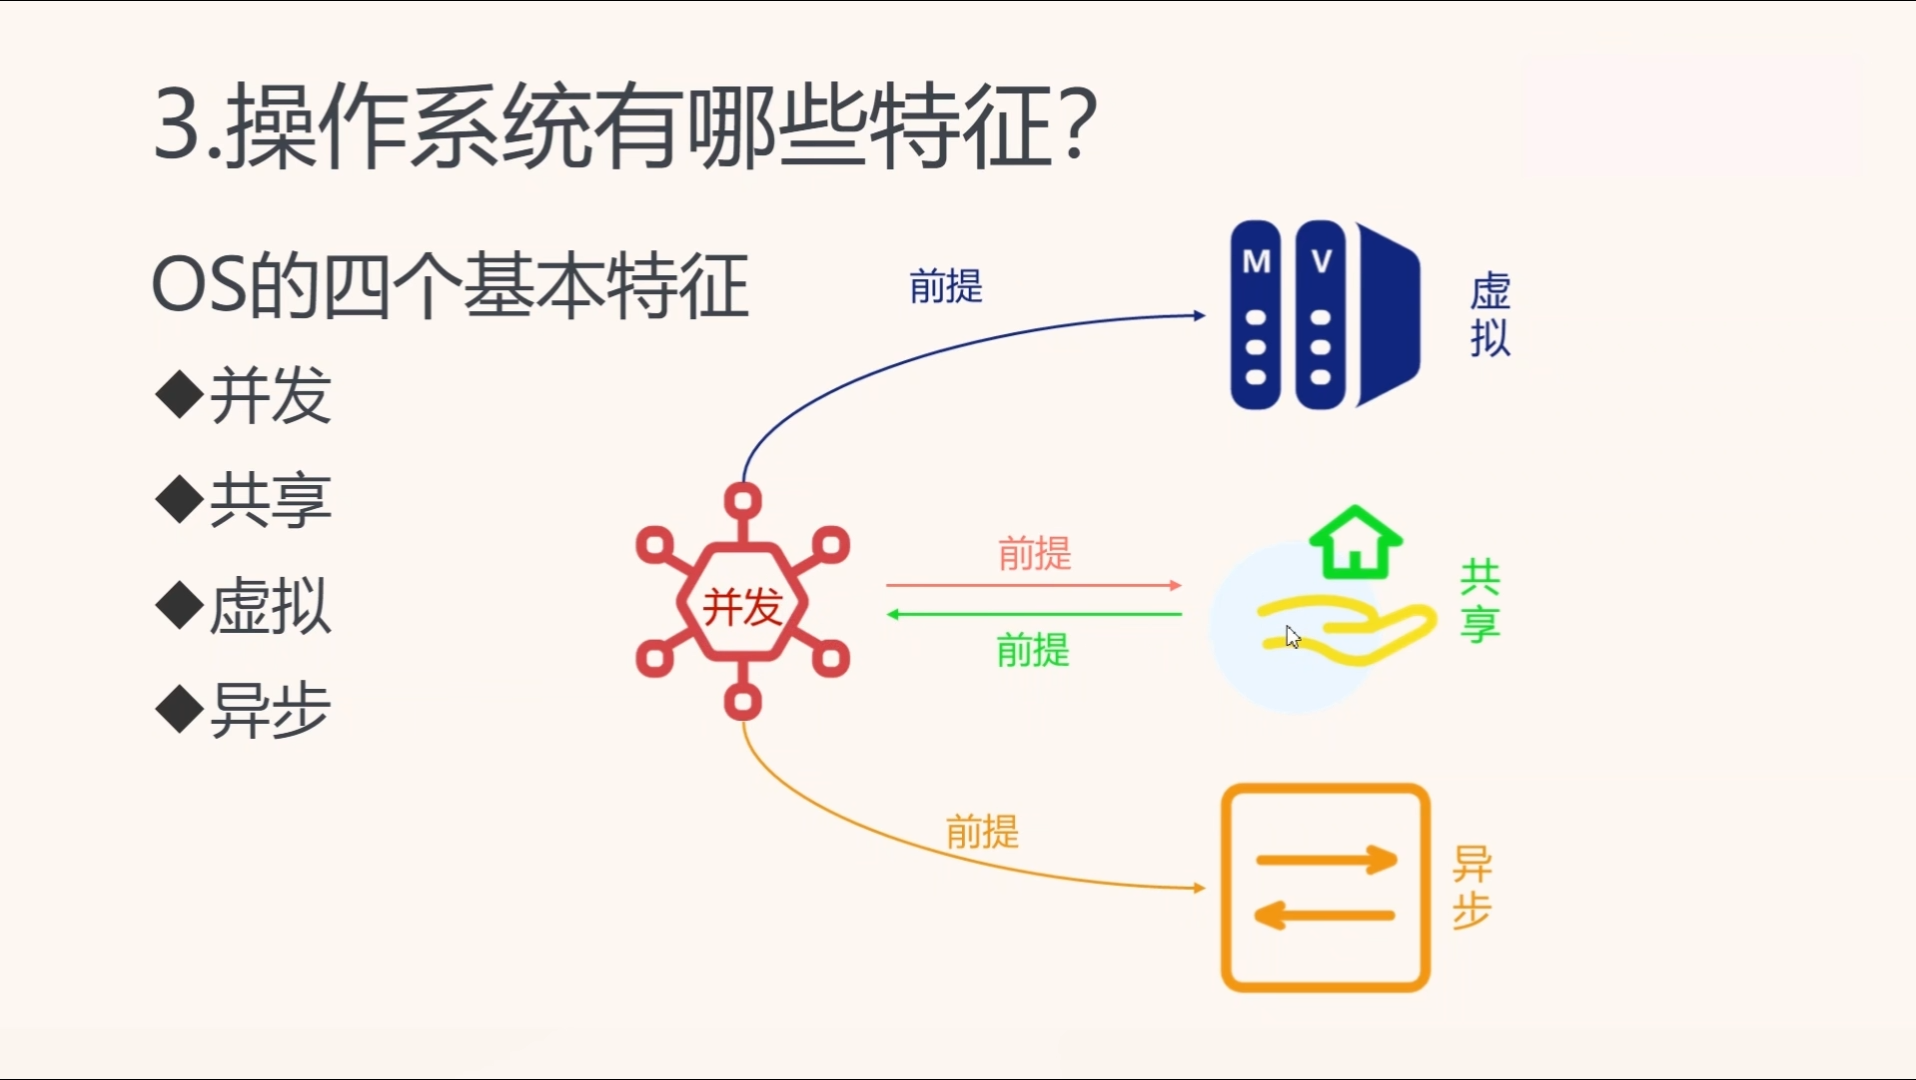 3.操作系统有哪些特征？
OS的四个基本特征
◆并发
◆共享
◆虚拟
◆异步
前提
M V
虚拟
并发
前提
前提
共享
前提
异步